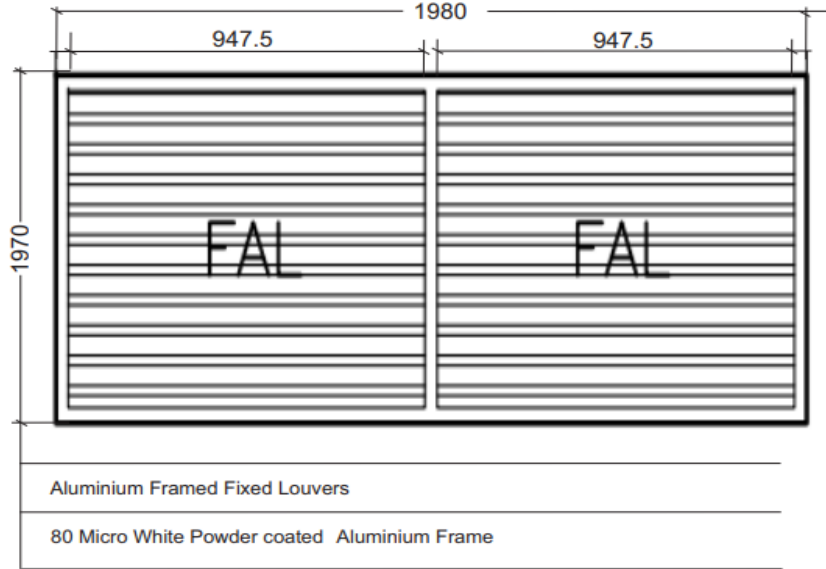 1980
947.5 947.5
1970
FAL FAL
Aluminium Framed Fixed Louvers
80 Micro White Powder coated Aluminium Frame